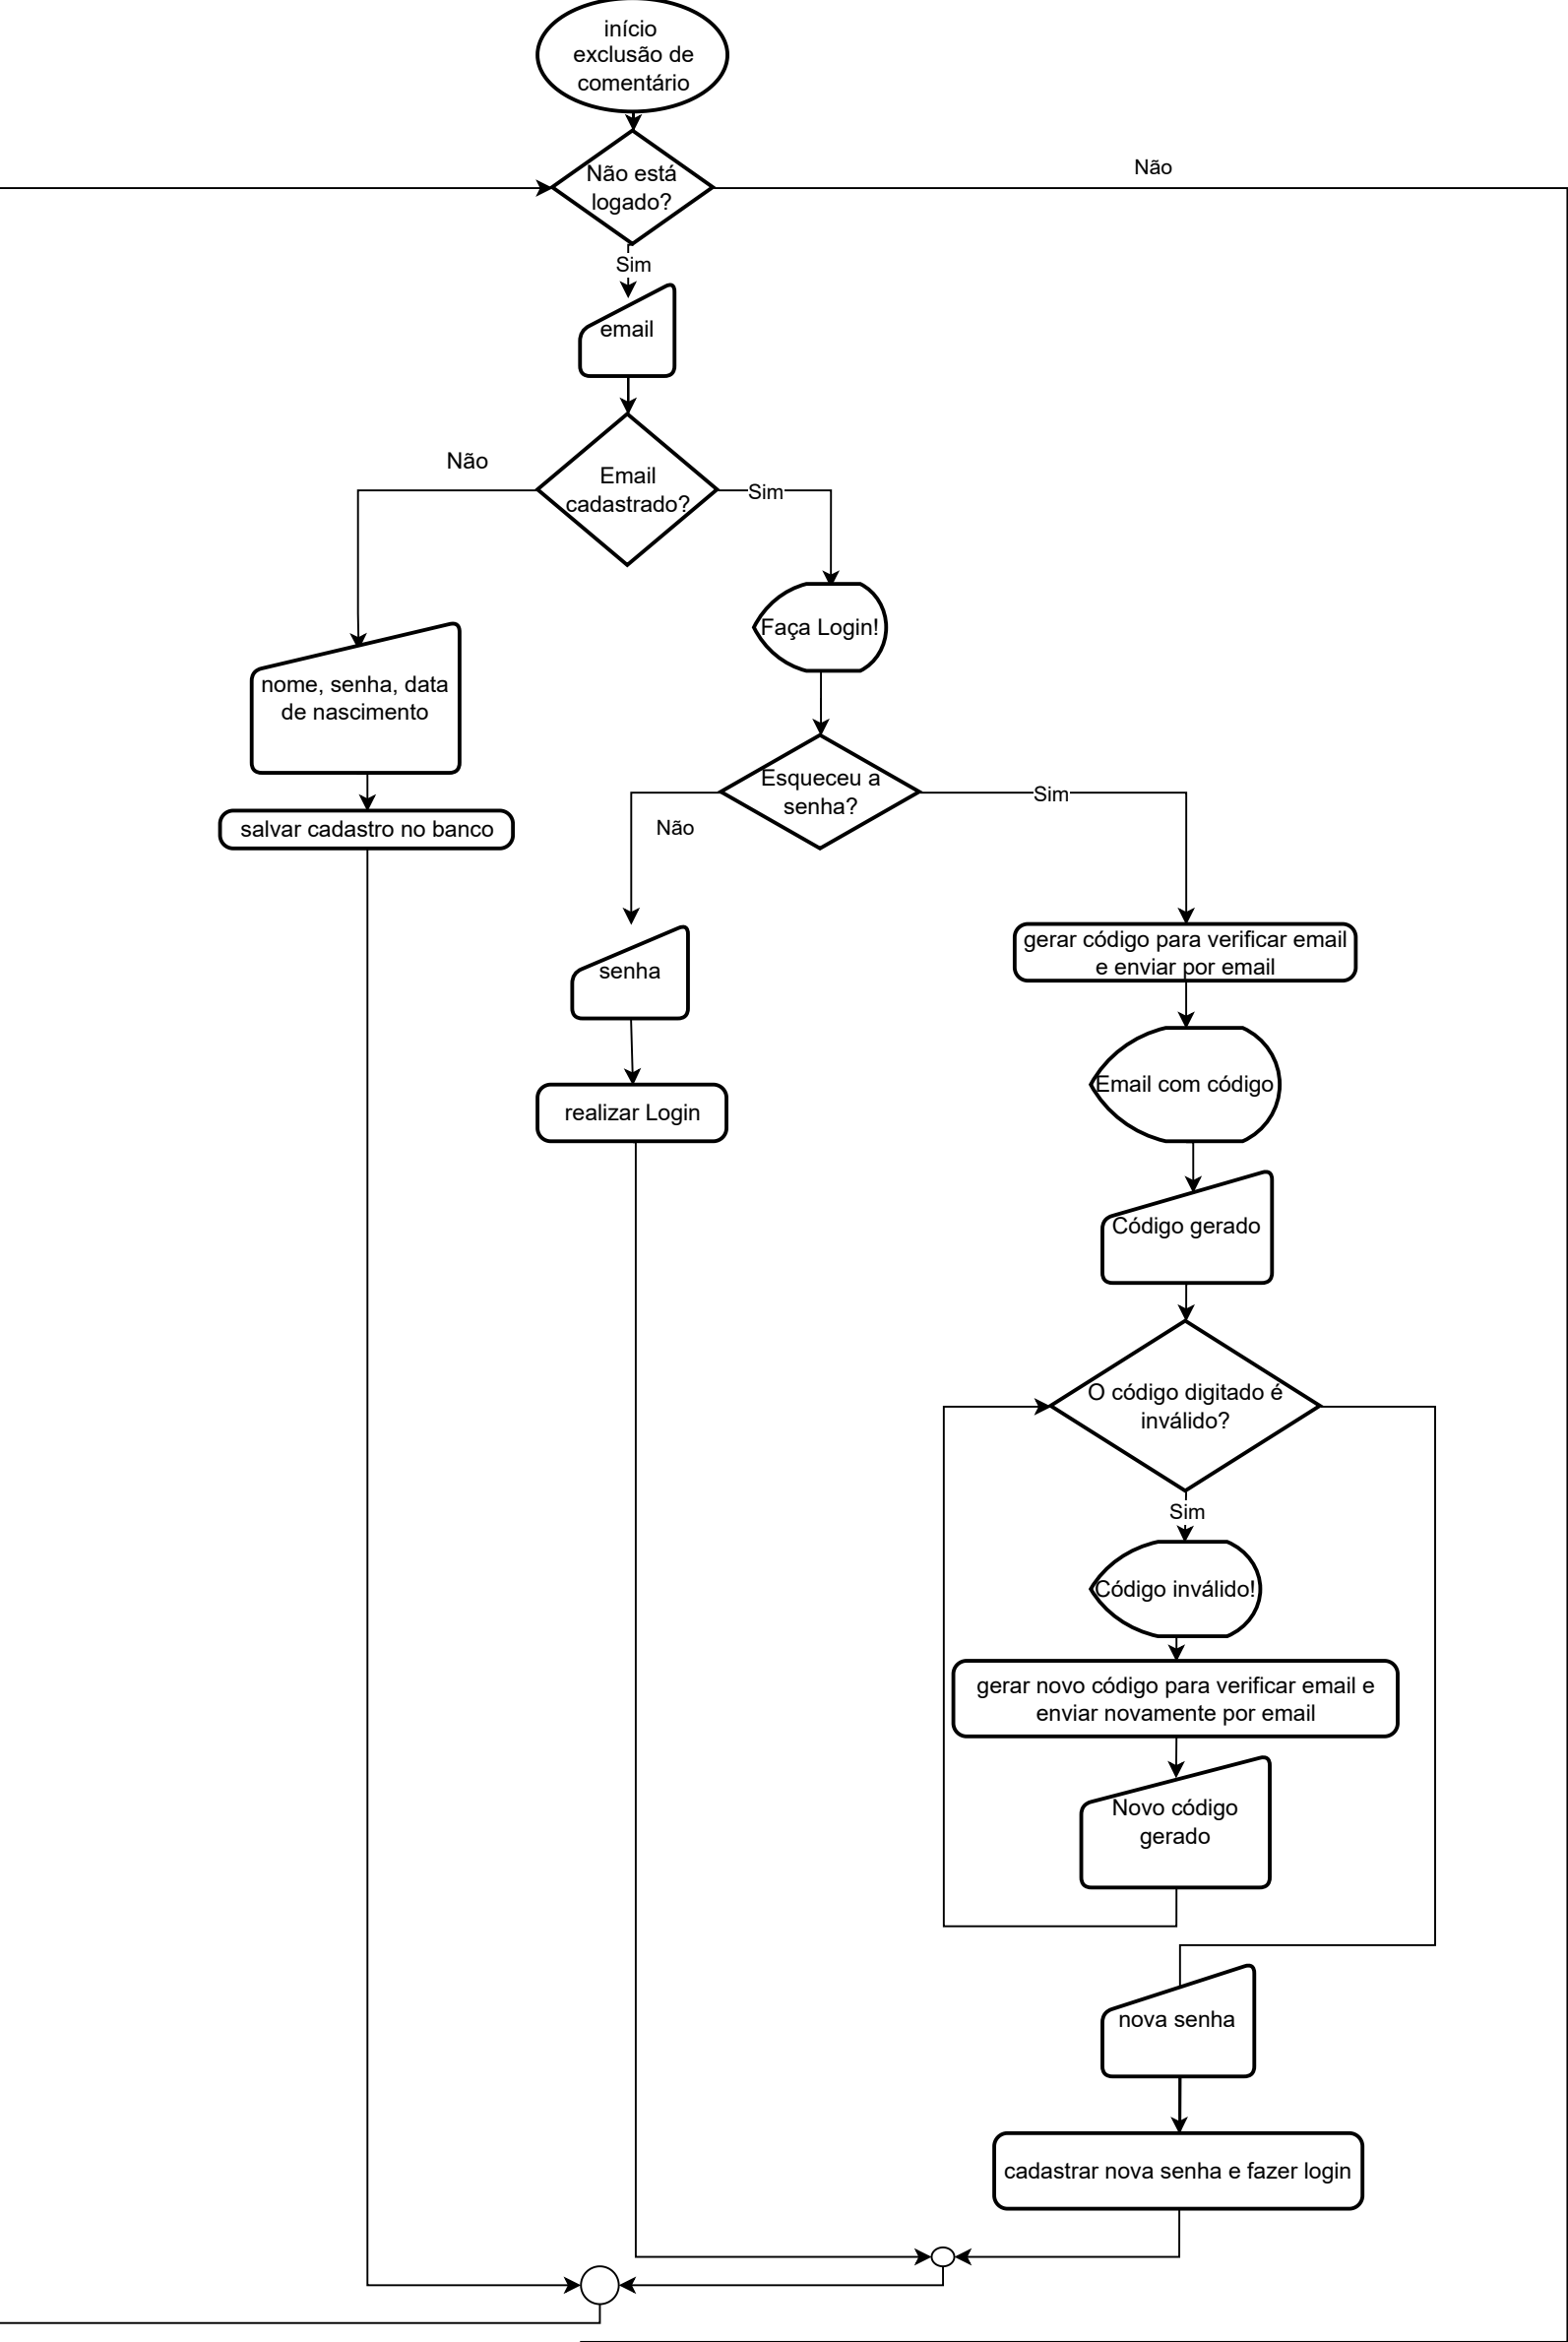 início
exclusão de
comentário
Não está
logado?
Não
Sim
email
Não
Email
cadastrado?
Sim
Faça Login!
nome, senha, data
de nascimento
Esqueceu a
senha?
Sim
Não
salvar cadastro no banco
senha
gerar código para verificar email
e enviar por email
realizar Login
Email com código
Código gerado
O código digitado é
inválido?
Sim
Código inválido!
gerar novo código para verificar email e
enviar novamente por email
Novo código
gerado
nova senha
cadastrar nova senha e fazer login